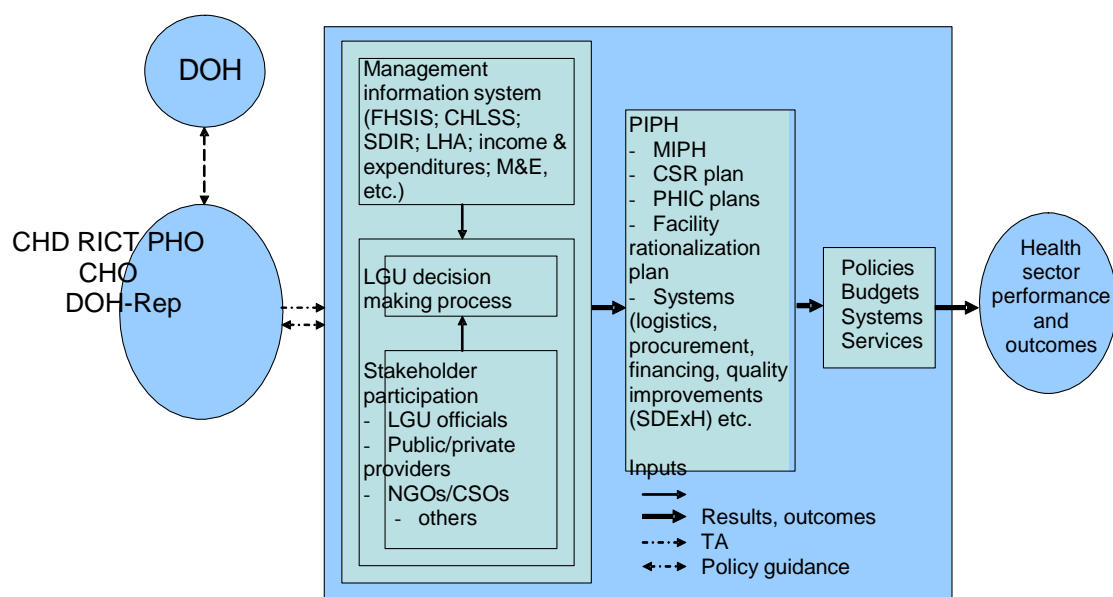 DOH
CHD RICT PHO
CHO
DOH-Rep
Management
information system
(FHSIS; CHLSS;
SDIR; LHA; income &
expenditures; M&E,
etc.)
LGU decision
making process
Stakeholder
participation
- LGU officials
- Public/private
providers
- NGOs/CSOs
- others
PIPH
- MIPH
- CSR plan
- PHIC plans
- Facility
rationalization
plan
- Systems
(logistics,
procurement,
financing, quality
improvements
(SDExH) etc.
Inputs
Results, outcomes
TA
Policy guidance
Policies
Budgets
Systems
Services
Health
sector
performance
and
outcomes